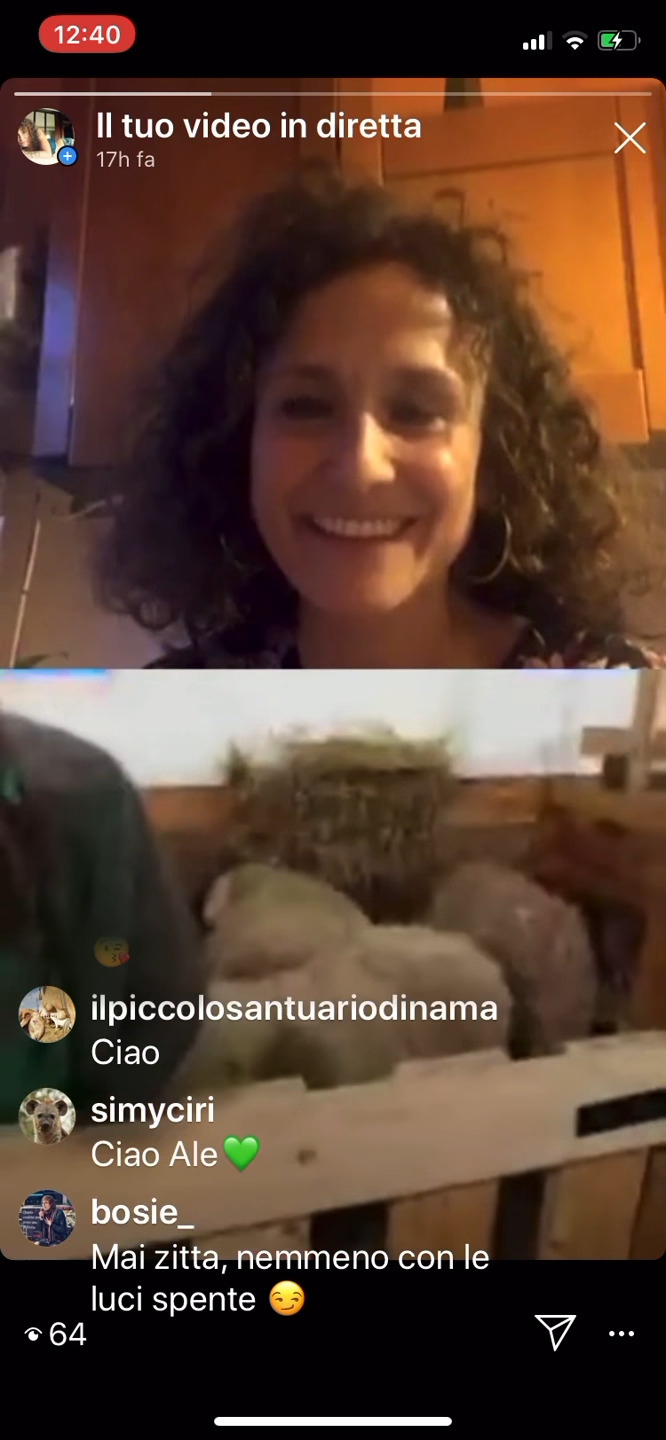 12:40
Il tuo video in diretta
17h fa
😘
ilpiccolosantuariodinama
Ciao
simyciri
Ciao Ale💚
bosie_
Mai zitta, nemmeno con le
luci spente 😏
64